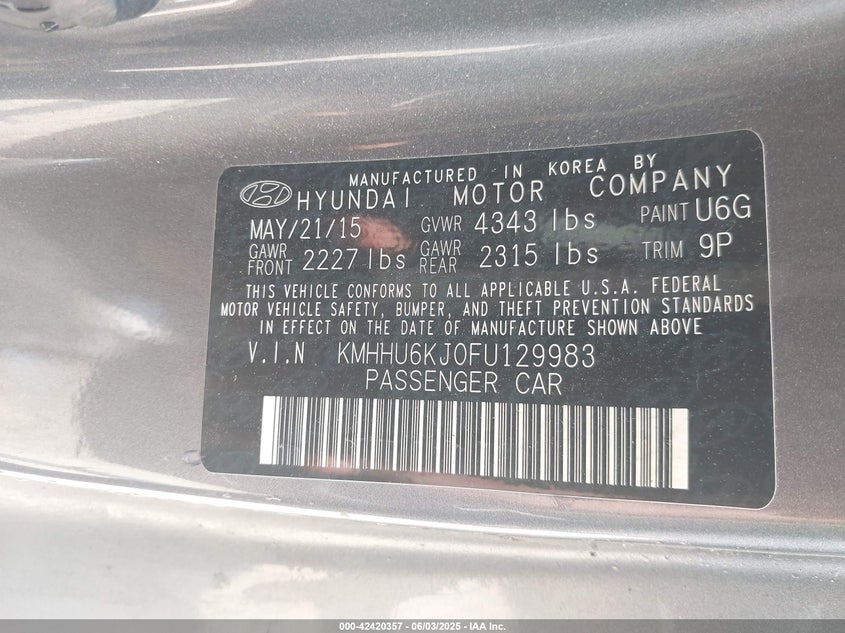 MANUFACTURED IN KOREA BY
HYUNDAI MOTOR COMPANY
MAY/21/15 GVWR 4343 lbs PAINT U6G
GAWR FRONT 2227 lbs GAWR REAR 2315 lbs TRIM 9P
THIS VEHICLE CONFORMS TO ALL APPLICABLE U.S.A. FEDERAL
MOTOR VEHICLE SAFETY, BUMPER, AND THEFT PREVENTION STANDARDS
IN EFFECT ON THE DATE OF MANUFACTURE SHOWN ABOVE
V.I.N KMHHU6KJ0FU129983
PASSENGER CAR
000-42420357 - 06/03/2025 - IAA Inc.